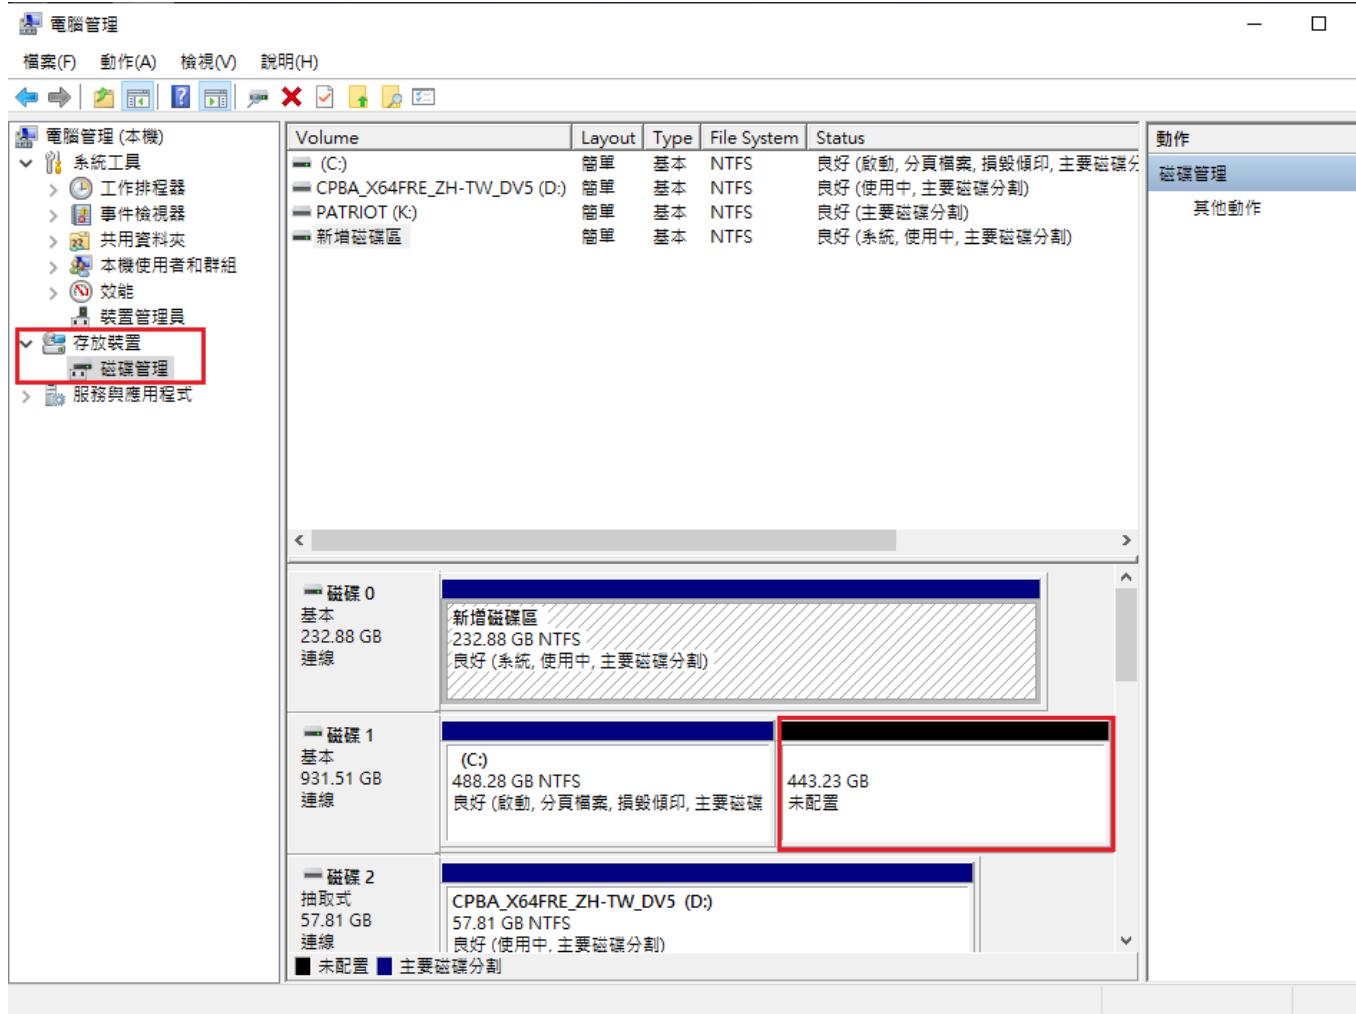 電腦管理
檔案(F) 動作(A) 檢視(V) 說明(H)
電腦管理 (本機)
系統工具
工作排程器
事件檢視器
共用資料夾
本機使用者和群組
效能
裝置管理員
存放裝置
磁碟管理
服務與應用程式
Volume Layout Type File System Status
(C:) 簡單 基本 NTFS 良好 (啟動, 分頁檔案, 損毀傾印, 主要磁碟分
CPBA_X64FRE_ZH-TW_DV5 (D:) 簡單 基本 NTFS 良好 (使用中, 主要磁碟分割)
PATRIOT (K:) 簡單 基本 NTFS 良好 (主要磁碟分割)
新增磁碟區 簡單 基本 NTFS 良好 (系統, 使用中, 主要磁碟分割)
磁碟 0
基本
232.88 GB
連線
新增磁碟區
232.88 GB NTFS
良好 (系統, 使用中, 主要磁碟分割)
磁碟 1
基本
931.51 GB
連線
(C:)
488.28 GB NTFS
良好 (啟動, 分頁檔案, 損毀傾印, 主要磁碟
443.23 GB
未配置
磁碟 2
抽取式
57.81 GB
連線
CPBA_X64FRE_ZH-TW_DV5 (D:)
57.81 GB NTFS
良好 (使用中, 主要磁碟分割)
未配置 主要磁碟分割
動作
磁碟管理
其他動作